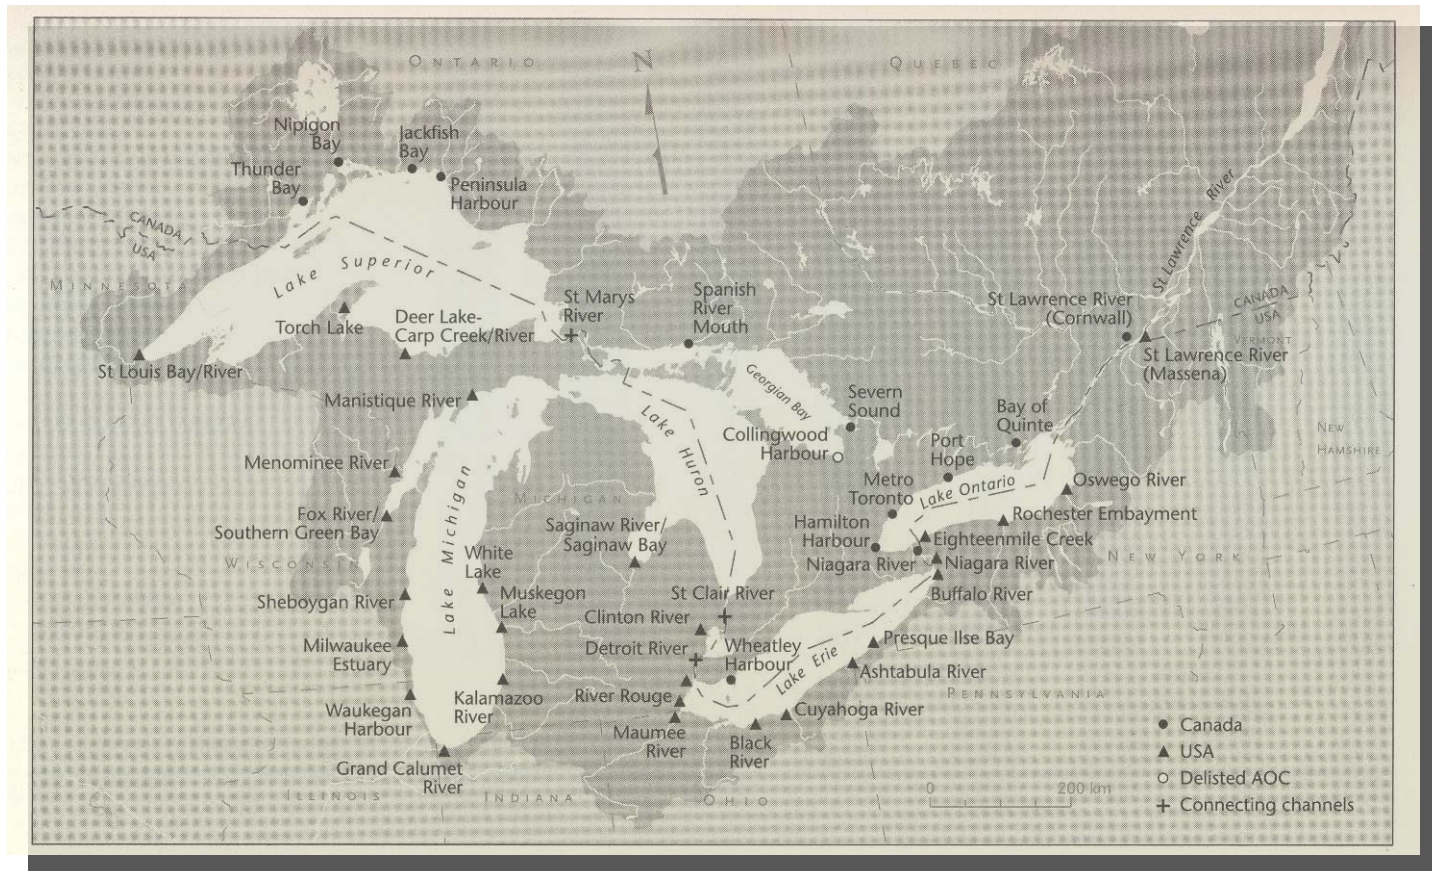 ONTARIO
N
QUEBEC
Nipigon
Bay
Jackfish
Bay
Thunder
Bay
Peninsula
Harbour
CANADA
USA
MINNESOTA
Lake Superior
Torch Lake
Deer Lake-
Carp Creek/River
St Marys
River
Spanish
River
Mouth
St Louis Bay/River
St Lawrence River
St Lawrence River
(Cornwall)
CANADA
USA
VERMONT
St Lawrence River
(Massena)
Manistique River
Georgian Bay
Lake Huron
Severn
Sound
Collingwood
Harbour
Bay of
Quinte
Port
Hope
NEW
HAMSHIRE
Menominee River
Lake Michigan
MICHIGAN
Metro
Toronto
Lake Ontario
Oswego River
Fox River/
Southern Green Bay
Saginaw River/
Saginaw Bay
Hamilton
Harbour
Rochester Embayment
Eighteenmile Creek
WISCONSIN
White
Lake
Niagara River
Niagara River
NEW YORK
Sheboygan River
Muskegon
Lake
St Clair River
Buffalo River
Clinton River
Milwaukee
Estuary
Detroit River
Wheatley
Harbour
Lake Erie
Presque Ilse Bay
Ashtabula River
Kalamazoo
River
River Rouge
PENNSYLVANIA
Waukegan
Harbour
Maumee
River
Black
River
Cuyahoga River
Grand Calumet
River
ILLINOIS
INDIANA
OHIO
0 200 km
Canada
USA
Delisted AOC
Connecting channels